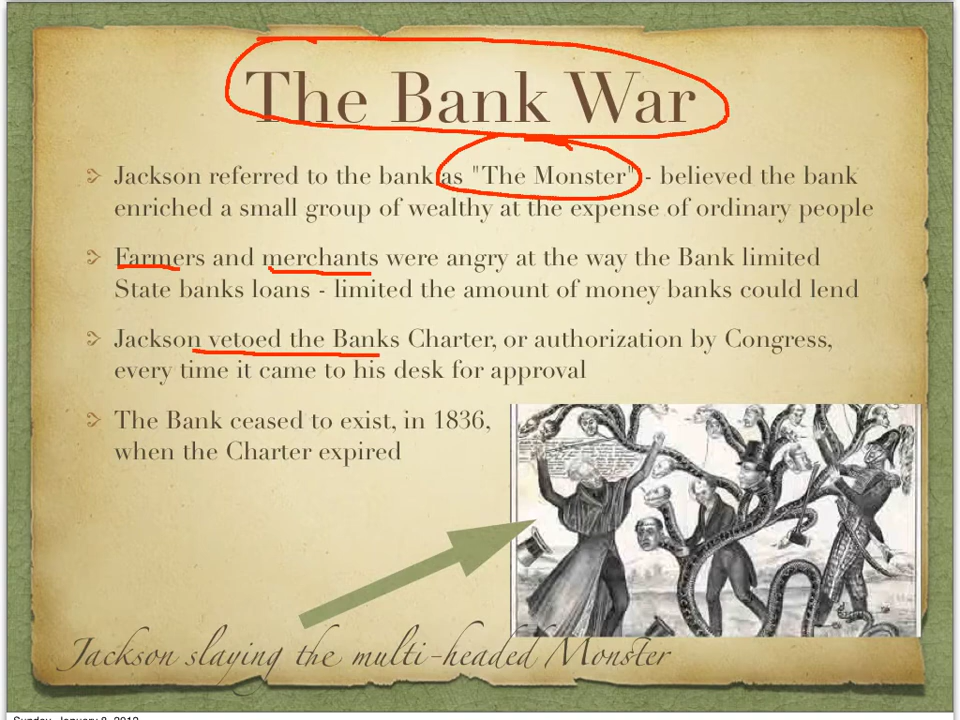 The Bank War
Jackson referred to the bank as "The Monster" - believed the bank
enriched a small group of wealthy at the expense of ordinary people
Farmers and merchants were angry at the way the Bank limited
State banks loans - limited the amount of money banks could lend
Jackson vetoed the Banks Charter, or authorization by Congress,
every time it came to his desk for approval
The Bank ceased to exist, in 1836,
when the Charter expired
Jackson slaying the multi-headed Monster
Sunday, January 8, 2012